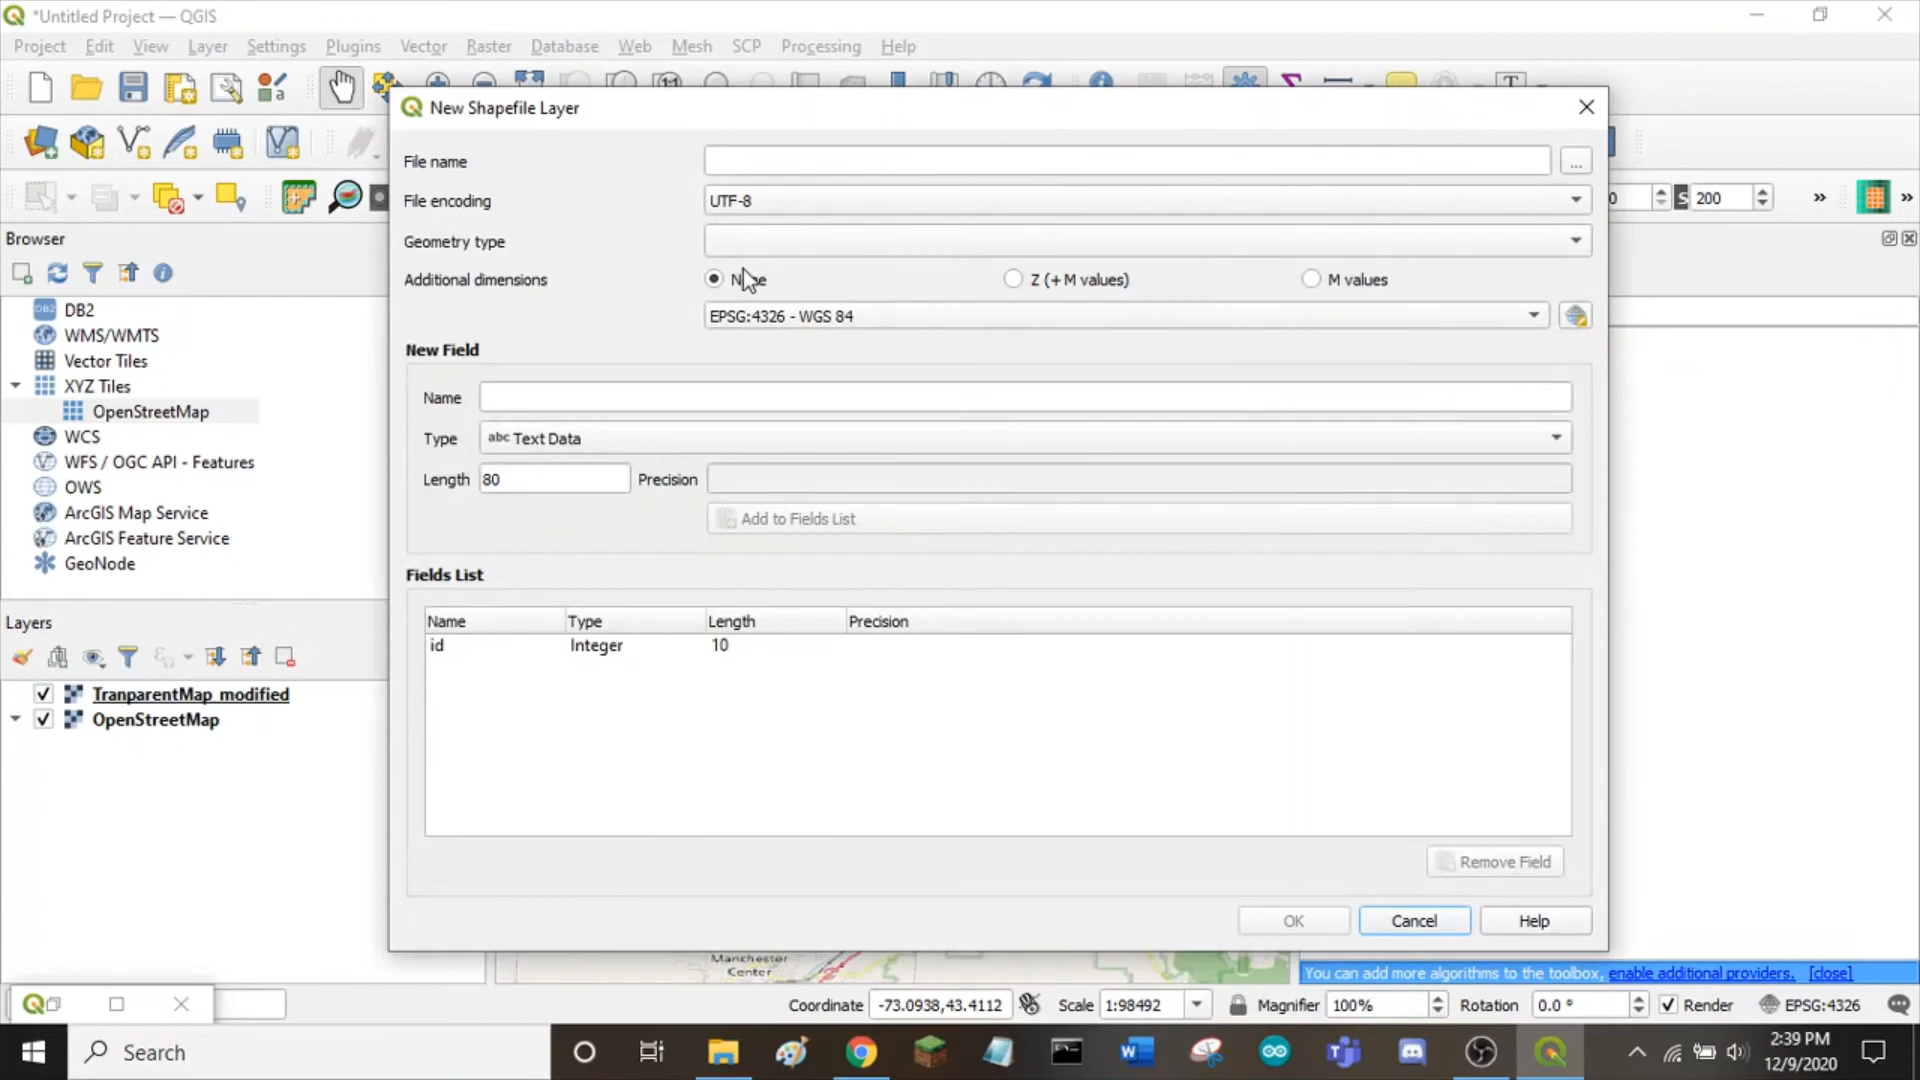 *Untitled Project — QGIS
Project Edit View Layer Settings Plugins Vector Raster Database Web Mesh SCP Processing Help
New Shapefile Layer
File name
...
File encoding
UTF-8
Geometry type
Additional dimensions
Z (+ M values)
M values
EPSG:4326 - WGS 84
0
S 200
»
»
New Field
Name
Type
abc Text Data
Length
80
Precision
Add to Fields List
Fields List
Name Type Length Precision
id Integer 10
Remove Field
OK
Cancel
Help
Browser
DB2
WMS/WMTS
Vector Tiles
XYZ Tiles
OpenStreetMap
WCS
WFS / OGC API - Features
OWS
ArcGIS Map Service
ArcGIS Feature Service
GeoNode
Layers
TranparentMap modified
OpenStreetMap
Manchester
Center
You can add more algorithms to the toolbox, enable additional providers. [close]
Coordinate -73.0938,43.4112 Scale 1:98492 Magnifier 100% Rotation 0.0 ° Render EPSG:4326
Search
2:39 PM
12/9/2020